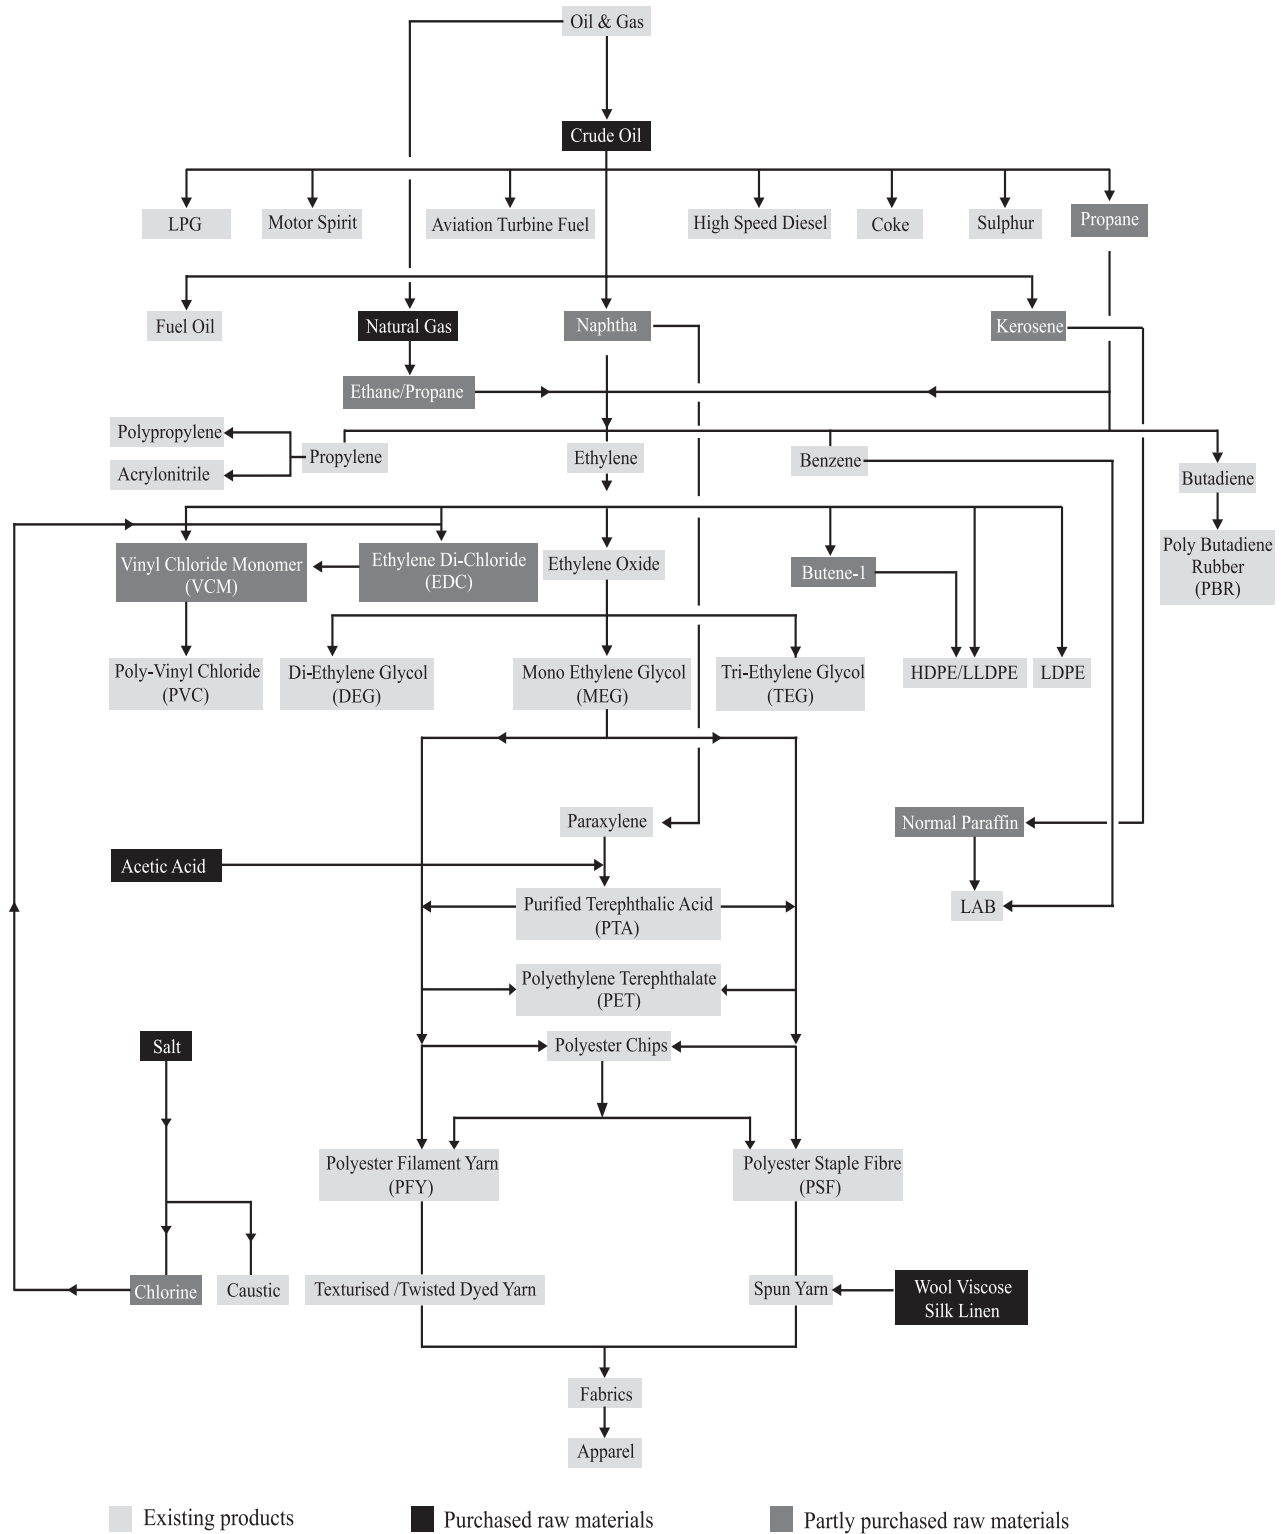 Oil & Gas
Crude Oil
LPG
Motor Spirit
Aviation Turbine Fuel
High Speed Diesel
Coke
Sulphur
Propane
Fuel Oil
Natural Gas
Naphtha
Kerosene
Ethane/Propane
Polypropylene
Propylene
Acrylonitrile
Ethylene
Benzene
Butadiene
Vinyl Chloride Monomer
(VCM)
Ethylene Di-Chloride
(EDC)
Ethylene Oxide
Butene-1
Poly Butadiene
Rubber
(PBR)
Poly-Vinyl Chloride
(PVC)
Di-Ethylene Glycol
(DEG)
Mono Ethylene Glycol
(MEG)
Tri-Ethylene Glycol
(TEG)
HDPE/LLDPE
LDPE
Paraxylene
Normal Paraffin
Acetic Acid
Purified Terephthalic Acid
(PTA)
LAB
Polyethylene Terephthalate
(PET)
Salt
Polyester Chips
Polyester Filament Yarn
(PFY)
Polyester Staple Fibre
(PSF)
Chlorine
Caustic
Texturised /Twisted Dyed Yarn
Spun Yarn
Wool Viscose
Silk Linen
Fabrics
Apparel
Existing products
Purchased raw materials
Partly purchased raw materials